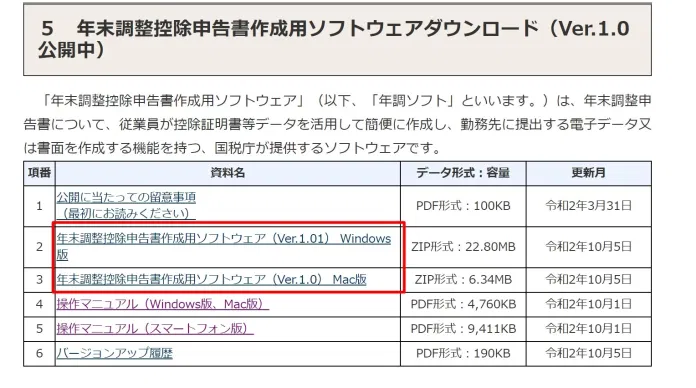 ５　年末調整控除申告書作成用ソフトウェアダウンロード（Ver.1.0
公開中）
「年末調整控除申告書作成用ソフトウェア」（以下、「年調ソフト」といいます。）は、年末調整申
告書について、従業員が控除証明書等データを活用して簡便に作成し、勤務先に提出する電子データ又
は書面を作成する機能を持つ、国税庁が提供するソフトウェアです。
項番 資料名 データ形式：容量 更新月
1 公開に当たっての留意事項
（最初にお読みください） PDF形式：100KB 令和2年3月31日
2 年末調整控除申告書作成用ソフトウェア（Ver.1.01） Windows
版 ZIP形式：22.80MB 令和2年10月5日
3 年末調整控除申告書作成用ソフトウェア（Ver.1.0） Mac版 ZIP形式：6.34MB 令和2年10月5日
4 操作マニュアル（Windows版、Mac版） PDF形式：4,760KB 令和2年10月1日
5 操作マニュアル（スマートフォン版） PDF形式：9,411KB 令和2年10月1日
6 バージョンアップ履歴 PDF形式：190KB 令和2年10月5日